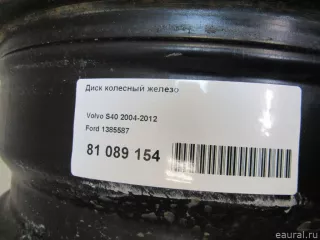 Диск колесный железо
Volvo S40 2004-2012
Ford 1385587
81 089 154
eaural.ru